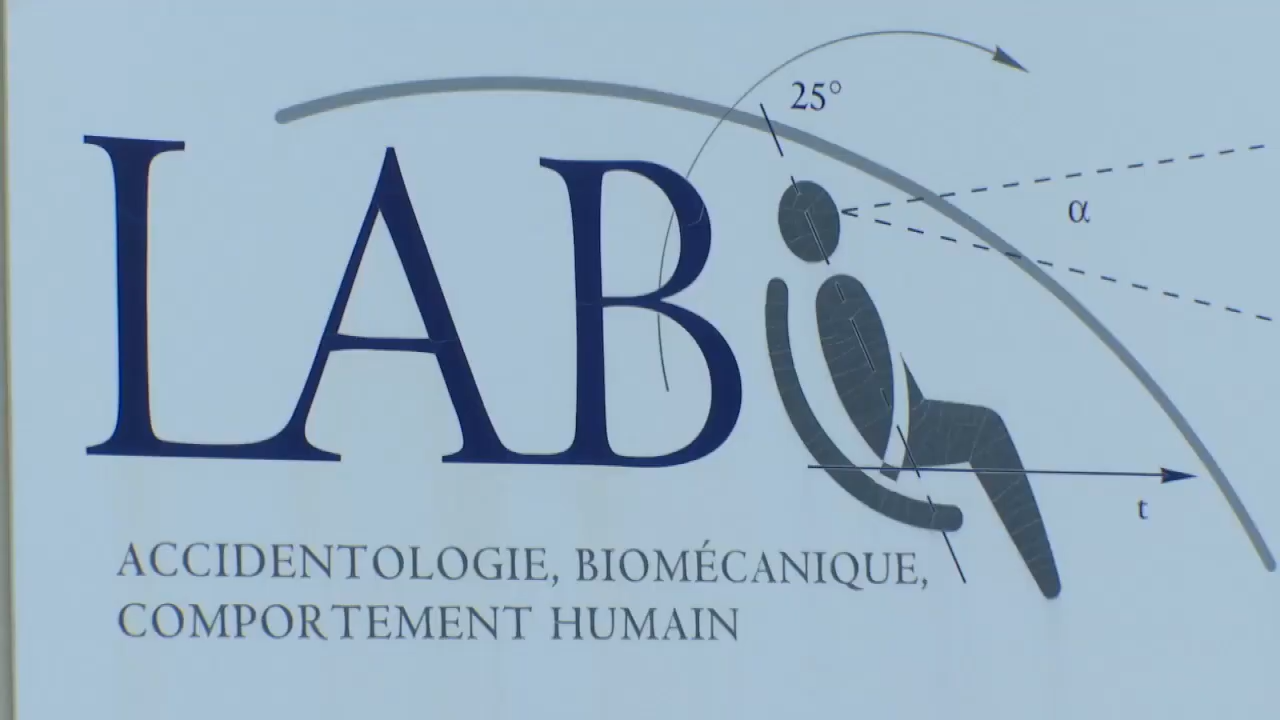 25°
α
LAB
t
ACCIDENTOLOGIE, BIOMÉCANIQUE,
COMPORTEMENT HUMAIN